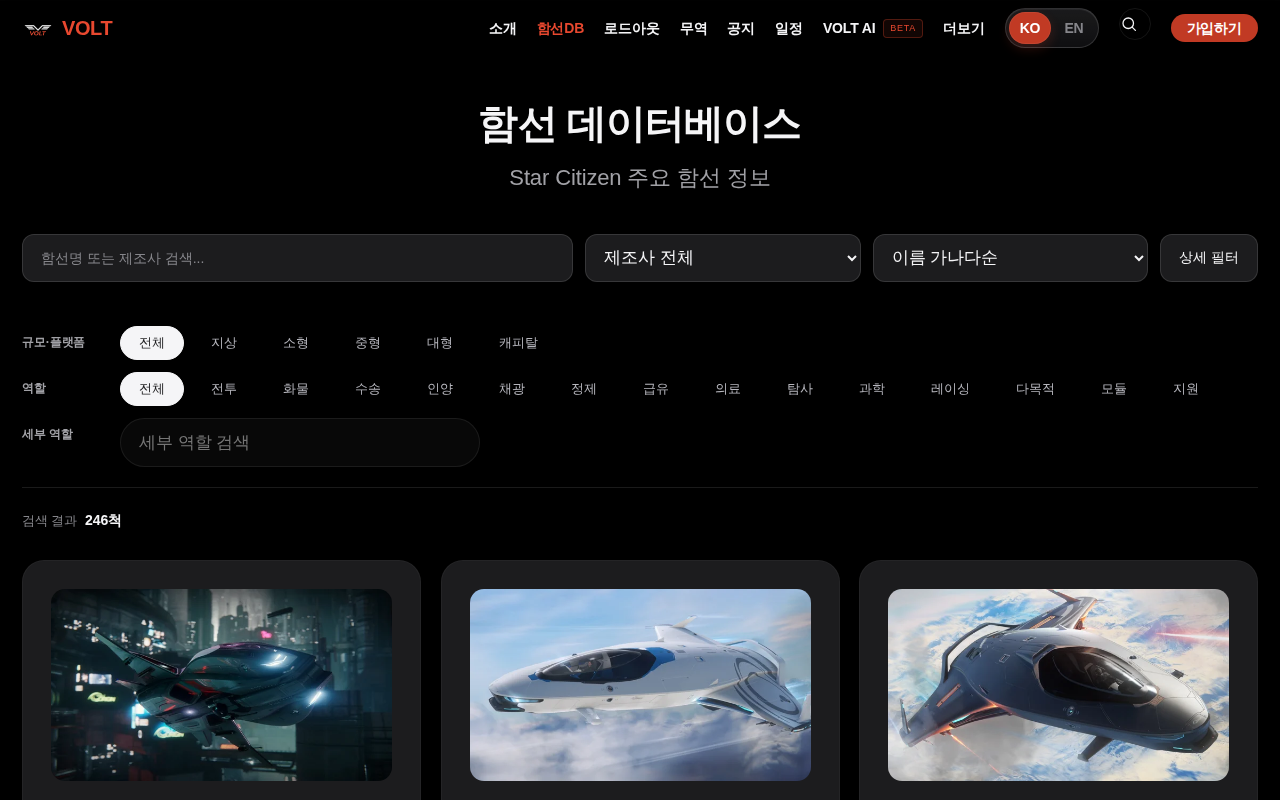 VOLT VOLT 소개 함선DB 로드아웃 무역 공지 일정 VOLT AI BETA 더보기 KO EN 가입하기
함선 데이터베이스
Star Citizen 주요 함선 정보
함선명 또는 제조사 검색... 제조사 전체 이름 가나다순 상세 필터
규모·플랫폼 전체 지상 소형 중형 대형 캐피탈
역할 전체 전투 화물 수송 인양 채광 정제 급유 의료 탐사 과학 레이싱 다목적 모듈 지원
세부 역할 세부 역할 검색
검색 결과 246척